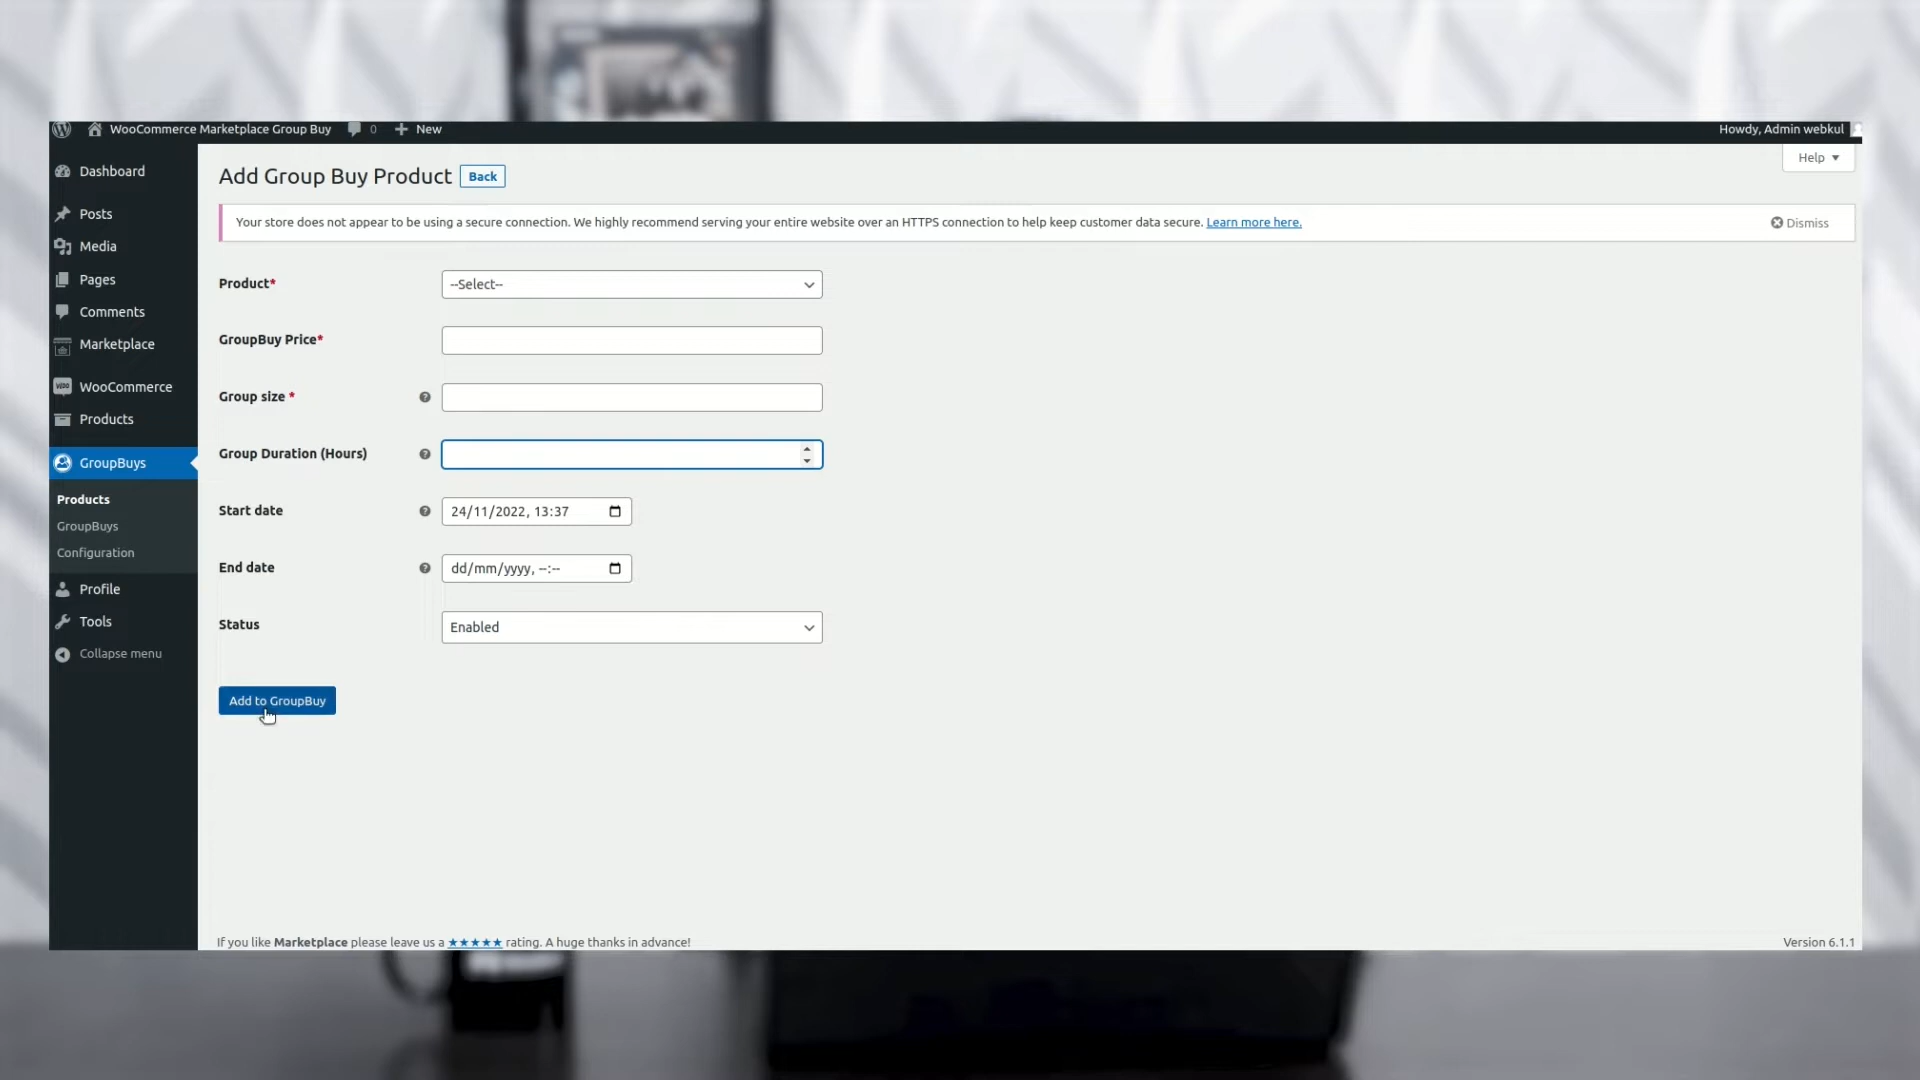 WooCommerce Marketplace Group Buy 0 New Howdy, Admin webkul
Help
Dashboard
Posts
Media
Pages
Comments
Marketplace
WooCommerce
Products
GroupBuys
Products
GroupBuys
Configuration
Profile
Tools
Collapse menu
Add Group Buy Product Back
Your store does not appear to be using a secure connection. We highly recommend serving your entire website over an HTTPS connection to help keep customer data secure. Learn more here. Dismiss
Product* --Select--
GroupBuy Price*
Group size *
Group Duration (Hours)
Start date 24/11/2022, 13:37
End date dd/mm/yyyy, --:--
Status Enabled
Add to GroupBuy
If you like Marketplace please leave us a ★★★★★ rating. A huge thanks in advance! Version 6.1.1